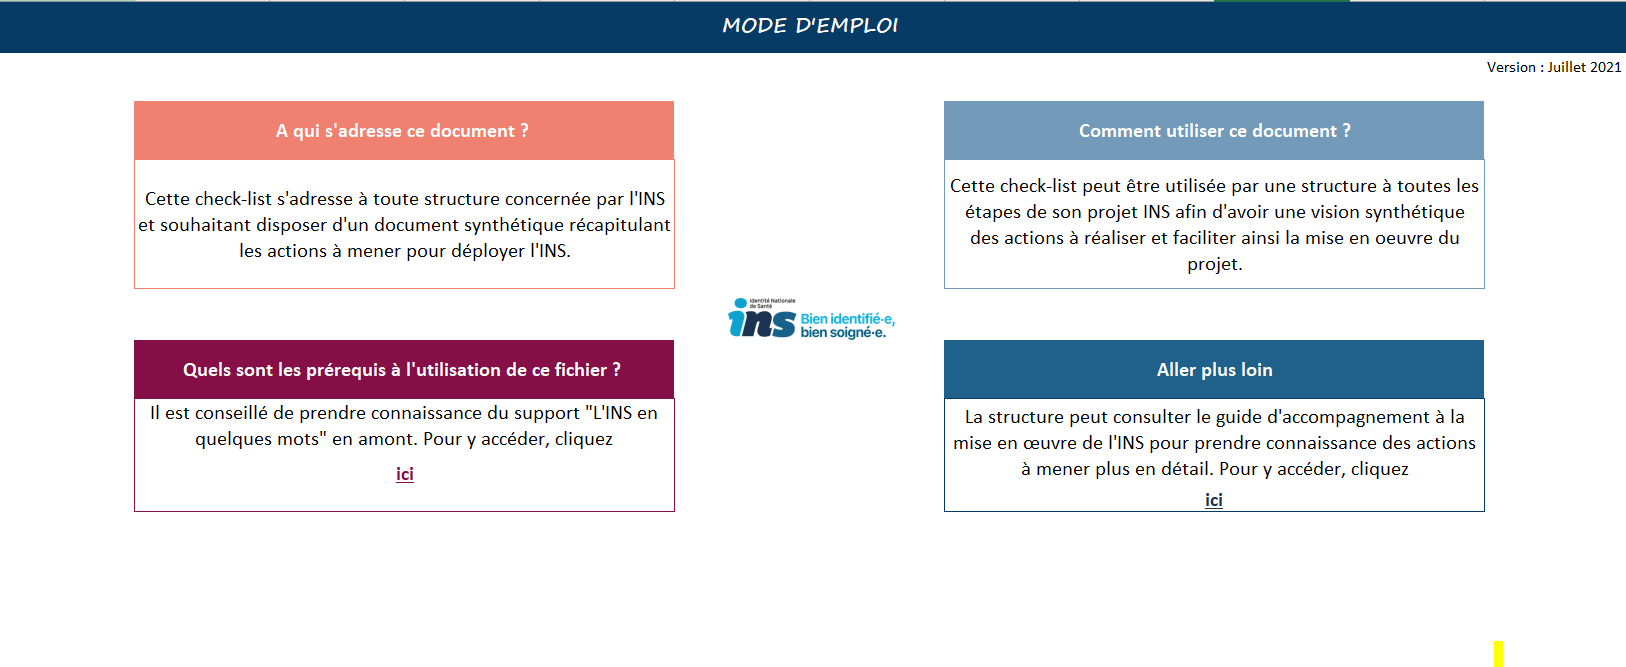 MODE D'EMPLOI
Version : Juillet 2021
A qui s'adresse ce document ?
Cette check-list s'adresse à toute structure concernée par l'INS
et souhaitant disposer d'un document synthétique récapitulant
les actions à mener pour déployer l'INS.
Comment utiliser ce document ?
Cette check-list peut être utilisée par une structure à toutes les
étapes de son projet INS afin d'avoir une vision synthétique
des actions à réaliser et faciliter ainsi la mise en oeuvre du
projet.
Identité Nationale
de Santé
ins
Bien identifié·e,
bien soigné·e.
Quels sont les prérequis à l'utilisation de ce fichier ?
Il est conseillé de prendre connaissance du support "L'INS en
quelques mots" en amont. Pour y accéder, cliquez
ici
Aller plus loin
La structure peut consulter le guide d'accompagnement à la
mise en œuvre de l'INS pour prendre connaissance des actions
à mener plus en détail. Pour y accéder, cliquez
ici